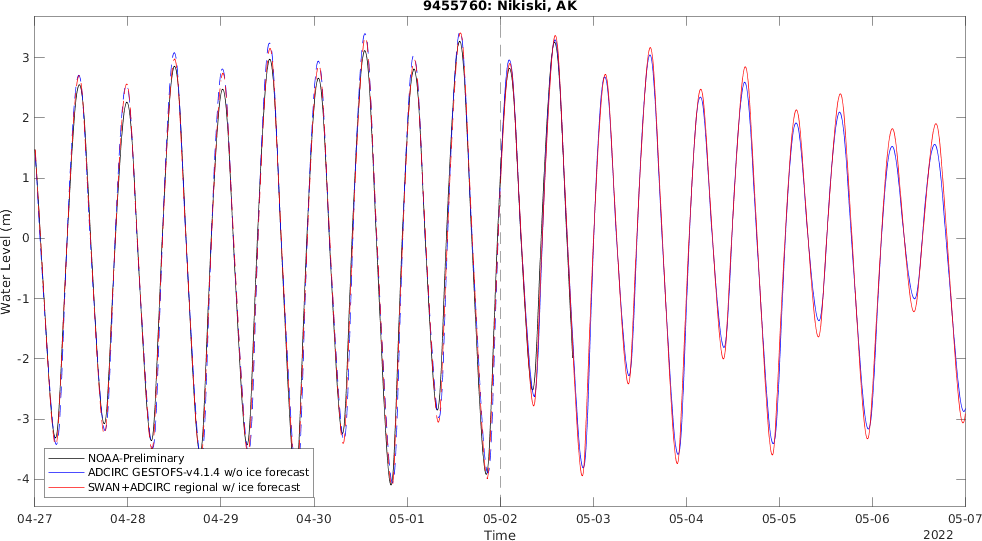 9455760: Nikiski, AK
Water Level (m)
3
2
1
0
-1
-2
-3
-4
NOAA-Preliminary
ADCIRC GESTOFS-v4.1.4 w/o ice forecast
SWAN+ADCIRC regional w/ ice forecast
04-27 04-28 04-29 04-30 05-01 05-02 05-03 05-04 05-05 05-06 05-07
Time
2022